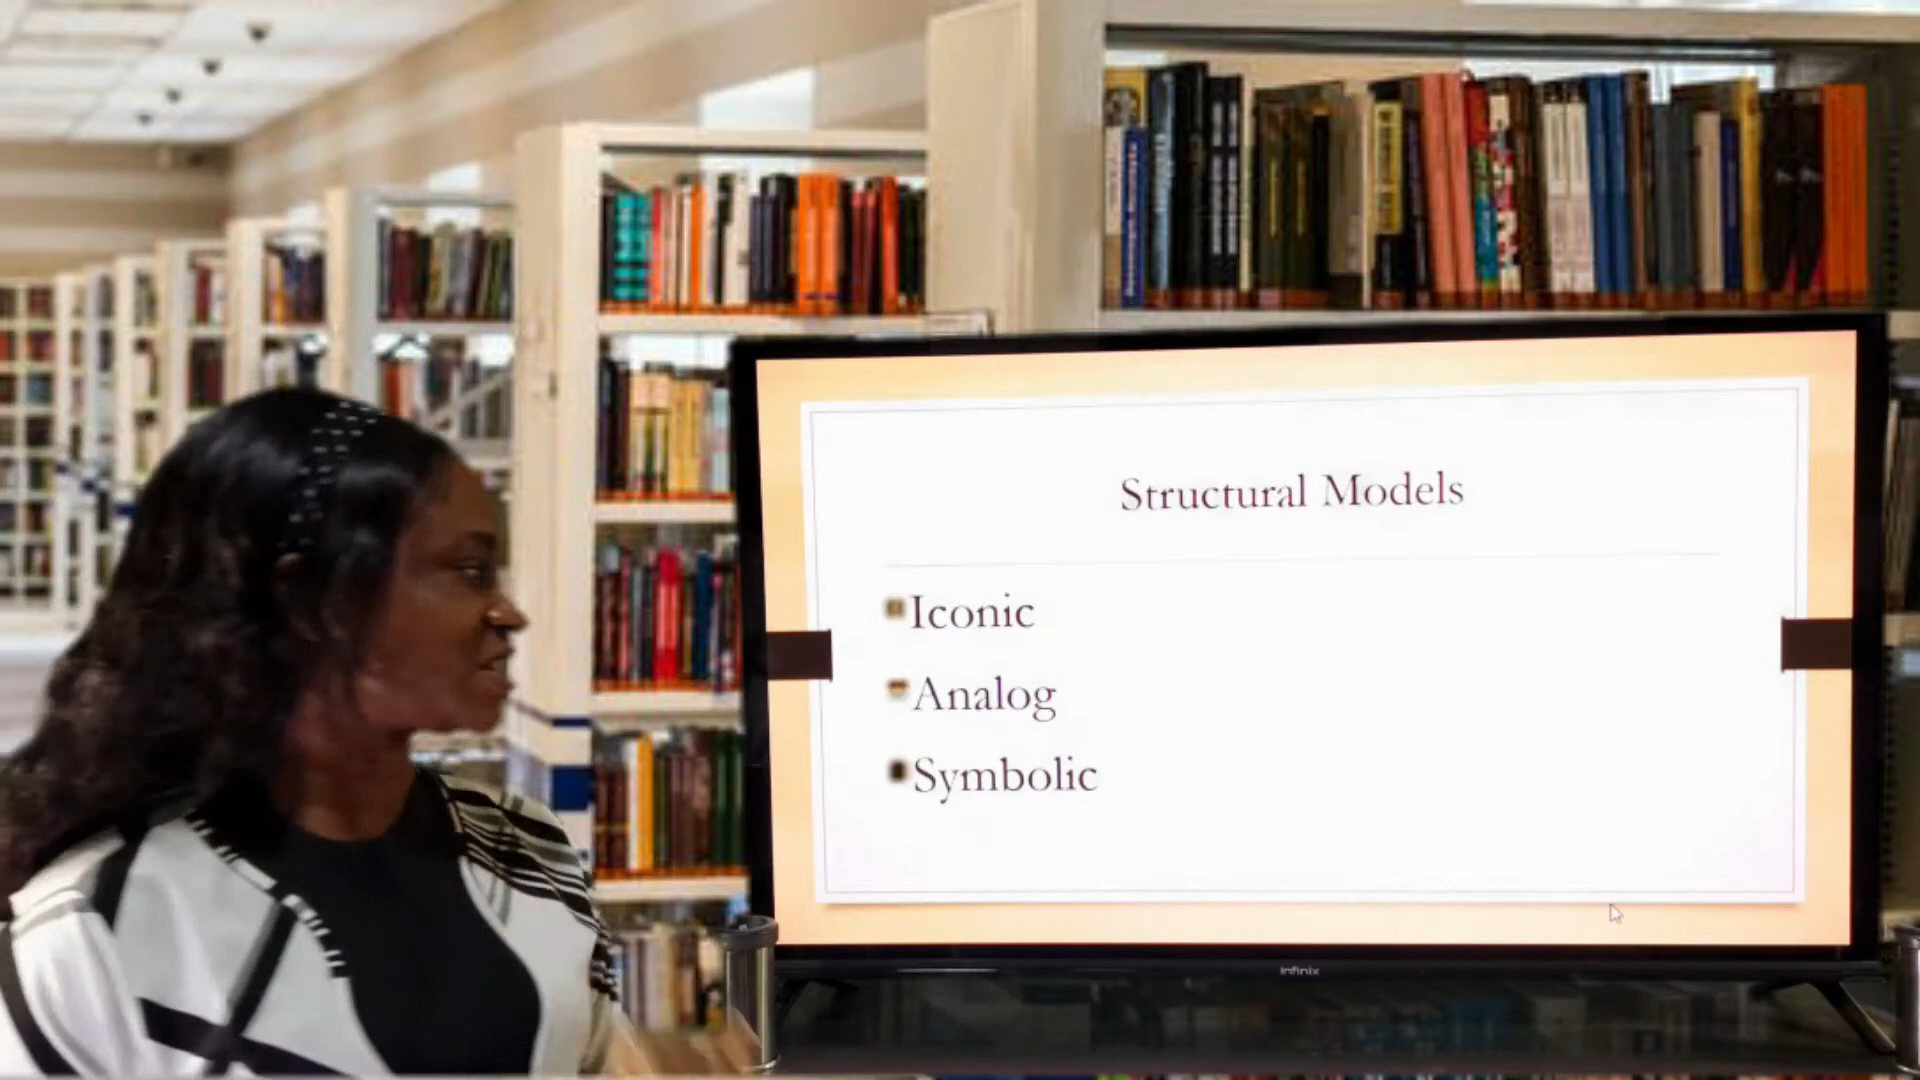 Structural Models
Iconic
Analog
Symbolic
Infinix